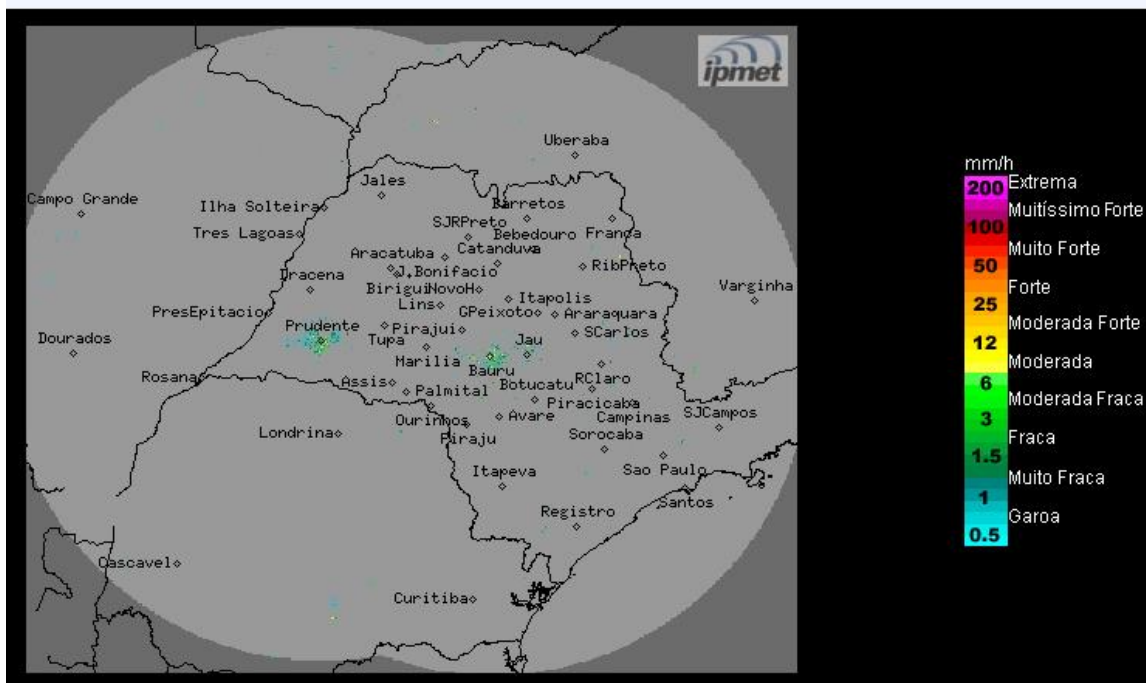 ipmet
Uberaba
Jales
Campo Grande
Ilha Solteira
Barretos
SJRPreto
Tres Lagoas
Bebedouro
Franca
Catanduva
Aracatuba
RibPreto
Dracena
J.Bonifacio
Birigui
NovoH
Varginha
Lins
Itapolis
PresEpitacio
GPeixoto
Araraquara
Prudente
Pirajui
SCarlos
Dourados
Tupa
Jau
Marilia
Bauru
Rosana
Assis
Botucatu
RClaro
Palmital
Piracicaba
SJCampos
Ourinhos
Avare
Campinas
Londrina
Piraju
Sorocaba
Itapeva
Sao Paulo
Santos
Registro
Cascavel
Curitiba
mm/h
200 Extrema
Muitíssimo Forte
100
Muito Forte
50
Forte
25
Moderada Forte
12
Moderada
6
Moderada Fraca
3
Fraca
1.5
Muito Fraca
1
Garoa
0.5